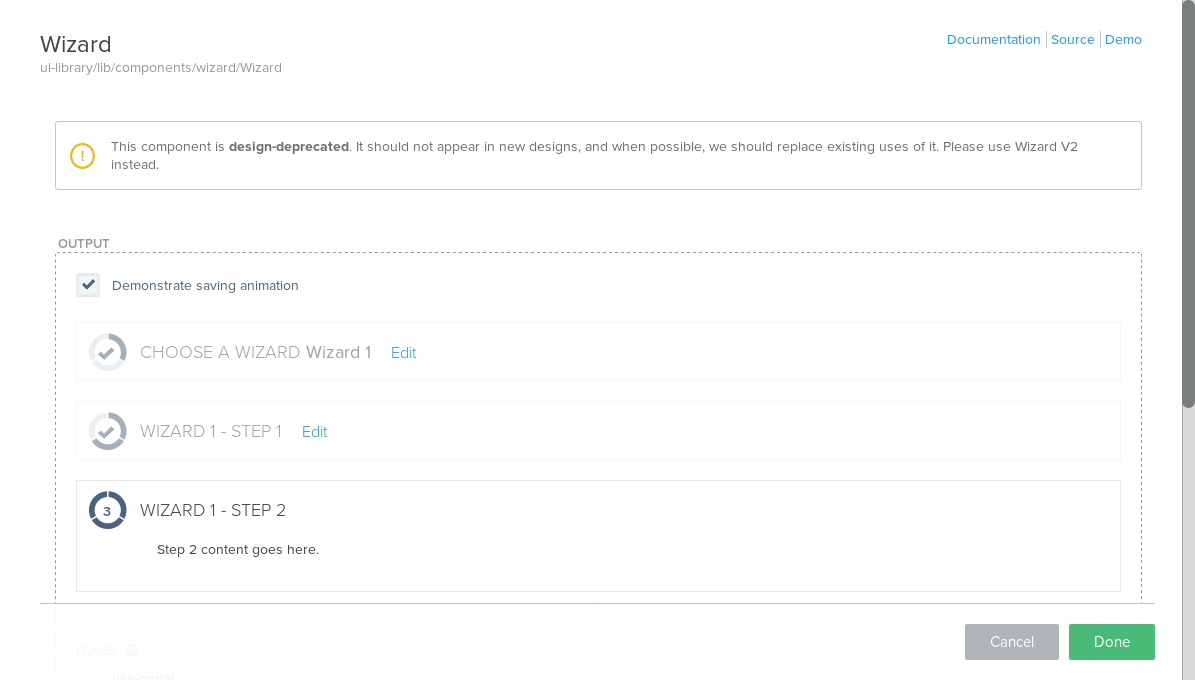 Wizard
Documentation
Source
Demo
ui-library/lib/components/wizard/Wizard
This component is design-deprecated. It should not appear in new designs, and when possible, we should replace existing uses of it. Please use Wizard V2
instead.
OUTPUT
Demonstrate saving animation
CHOOSE A WIZARD Wizard 1 Edit
WIZARD 1 - STEP 1 Edit
3 WIZARD 1 - STEP 2
Step 2 content goes here.
Cancel Done
FLAGS ?
use-portal